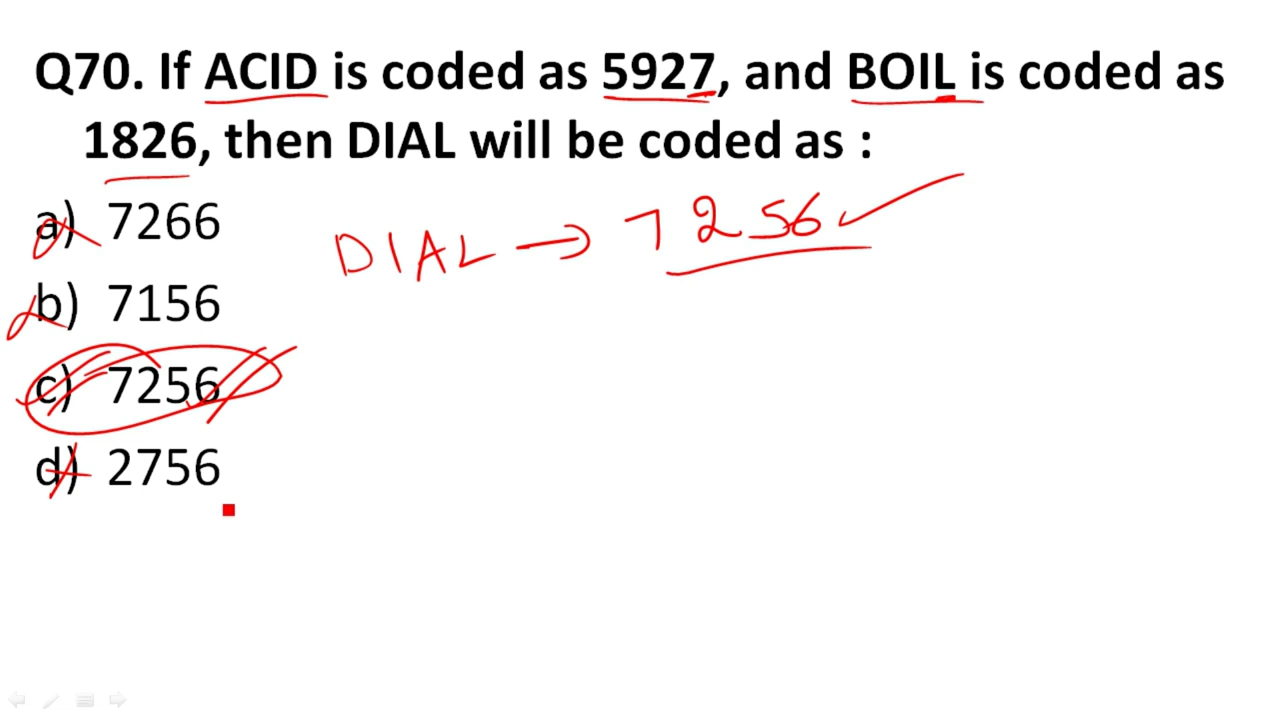 Q70. If ACID is coded as 5927, and BOIL is coded as
1826, then DIAL will be coded as :
a) 7266
DIAL → 7256
b) 7156
c) 7256
d) 2756